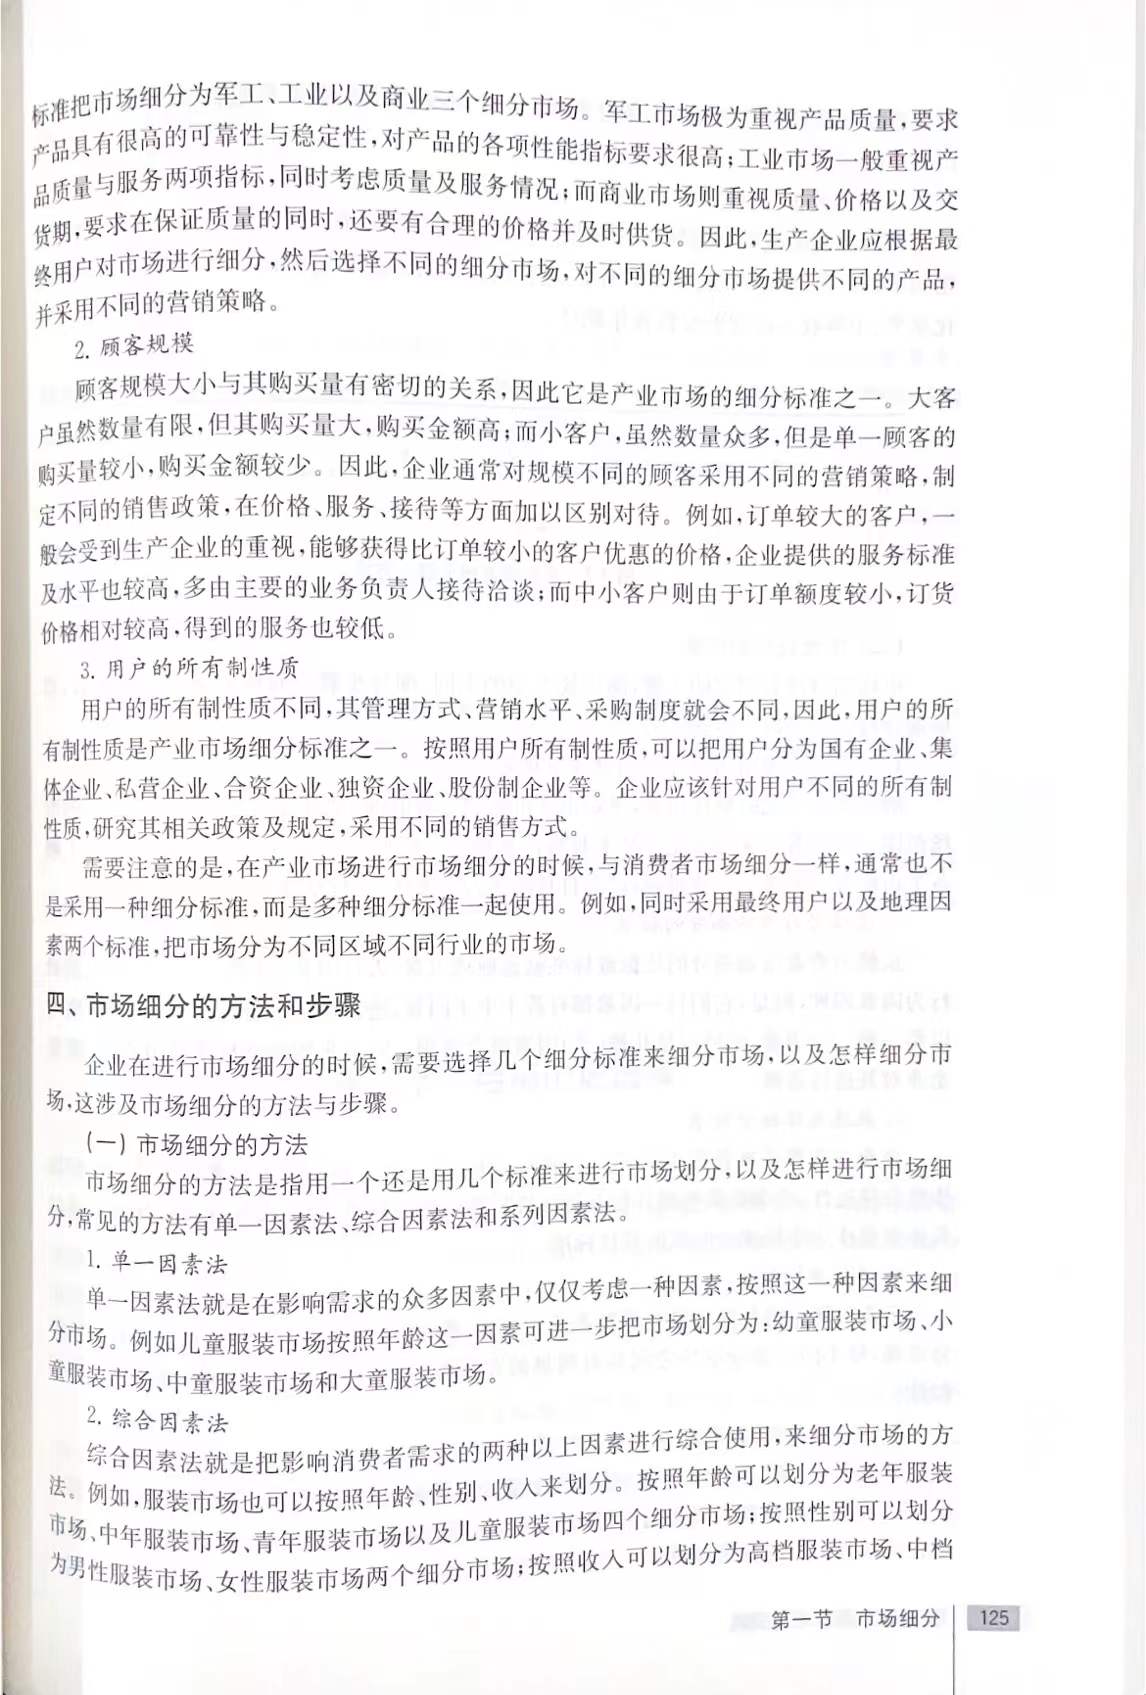 标准把市场细分为军工、工业以及商业三个细分市场。军工市场极为重视产品质量,要求
产品具有很高的可靠性与稳定性,对产品的各项性能指标要求很高;工业市场一般重视产
品质量与服务两项指标,同时考虑质量及服务情况;而商业市场则重视质量、价格以及交
货期,要求在保证质量的同时,还要有合理的价格并及时供货。因此,生产企业应根据最
终用户对市场进行细分,然后选择不同的细分市场,对不同的细分市场提供不同的产品,
并采用不同的营销策略。
2. 顾客规模
顾客规模大小与其购买量有密切的关系,因此它是产业市场的细分标准之一。大客
户虽然数量有限,但其购买量大,购买金额高;而小客户,虽然数量众多,但是单一顾客的
购买量较小,购买金额较少。因此,企业通常对规模不同的顾客采用不同的营销策略,制
定不同的销售政策,在价格、服务、接待等方面加以区别对待。例如,订单较大的客户,一
般会受到生产企业的重视,能够获得比订单较小的客户优惠的价格,企业提供的服务标准
及水平也较高,多由主要的业务负责人接待洽谈;而中小客户则由于订单额度较小,订货
价格相对较高,得到的服务也较低。
3. 用户的所有制性质
用户的所有制性质不同,其管理方式、营销水平、采购制度就会不同,因此,用户的所
有制性质是产业市场细分标准之一。按照用户所有制性质,可以把用户分为国有企业、集
体企业、私营企业、合资企业、独资企业、股份制企业等。企业应该针对用户不同的所有制
性质,研究其相关政策及规定,采用不同的销售方式。
需要注意的是,在产业市场进行市场细分的时候,与消费者市场细分一样,通常也不
是采用一种细分标准,而是多种细分标准一起使用。例如,同时采用最终用户以及地理因
素两个标准,把市场分为不同区域不同行业的市场。
四、市场细分的方法和步骤
企业在进行市场细分的时候,需要选择几个细分标准来细分市场,以及怎样细分市
场,这涉及市场细分的方法与步骤。
(一) 市场细分的方法
市场细分的方法是指用一个还是用几个标准来进行市场划分,以及怎样进行市场细
分,常见的方法有单一因素法、综合因素法和系列因素法。
1. 单一因素法
单一因素法就是在影响需求的众多因素中,仅仅考虑一种因素,按照这一种因素来细
分市场。例如儿童服装市场按照年龄这一因素可进一步把市场划分为:幼童服装市场、小
童服装市场、中童服装市场和大童服装市场。
2. 综合因素法
综合因素法就是把影响消费者需求的两种以上因素进行综合使用,来细分市场的方
法。例如,服装市场也可以按照年龄、性别、收入来划分。按照年龄可以划分为老年服装
市场、中年服装市场、青年服装市场以及儿童服装市场四个细分市场;按照性别可以划分
为男性服装市场、女性服装市场两个细分市场;按照收入可以划分为高档服装市场、中档
第一节 市场细分 125